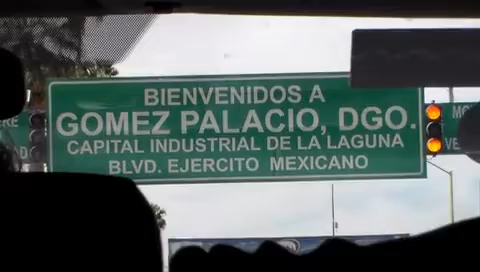 BIENVENIDOS A
GOMEZ PALACIO, DGO.
CAPITAL INDUSTRIAL DE LA LAGUNA
BLVD. EJERCITO MEXICANO